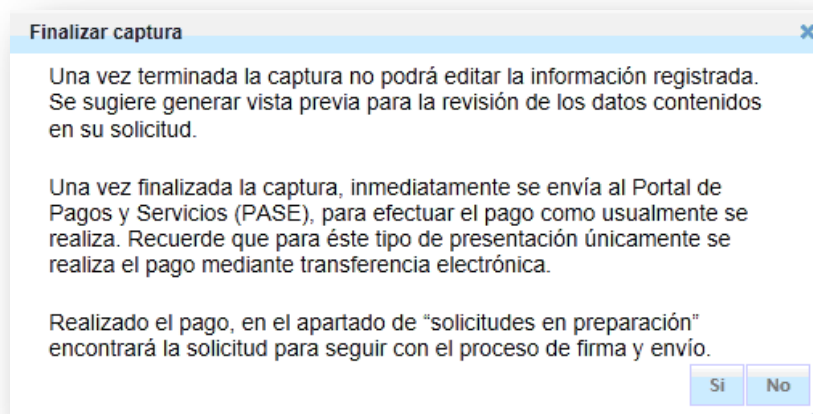 Finalizar captura
Una vez terminada la captura no podrá editar la información registrada.
Se sugiere generar vista previa para la revisión de los datos contenidos
en su solicitud.
Una vez finalizada la captura, inmediatamente se envía al Portal de
Pagos y Servicios (PASE), para efectuar el pago como usualmente se
realiza. Recuerde que para éste tipo de presentación únicamente se
realiza el pago mediante transferencia electrónica.
Realizado el pago, en el apartado de “solicitudes en preparación”
encontrará la solicitud para seguir con el proceso de firma y envío.
Si No